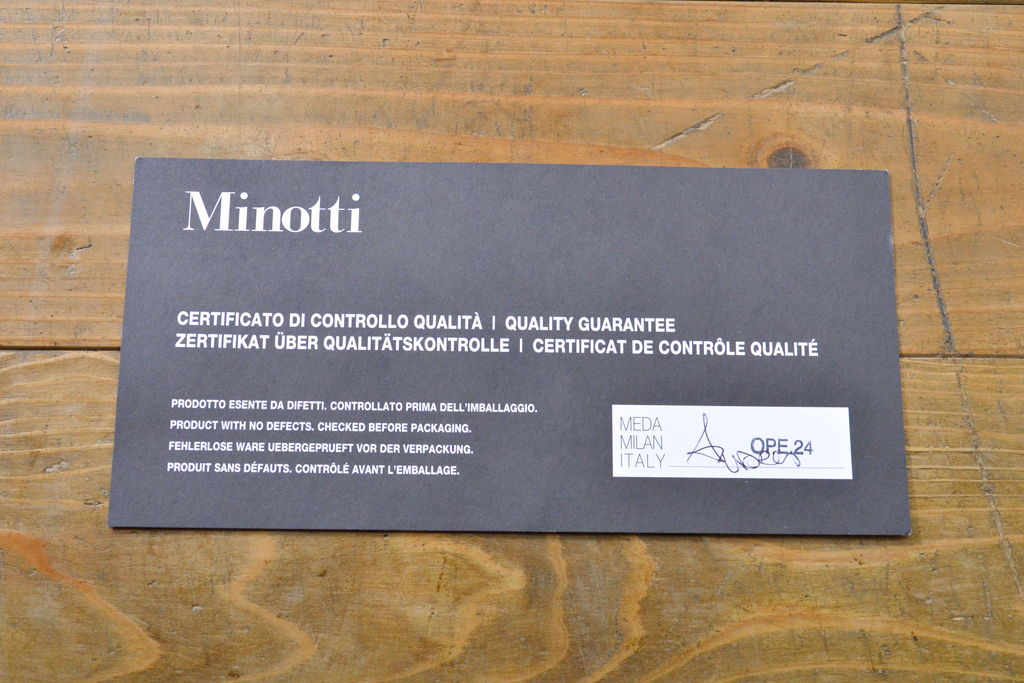 Minotti
CERTIFICATO DI CONTROLLO QUALITÀ | QUALITY GUARANTEE
ZERTIFIKAT ÜBER QUALITÄTSKONTROLLE | CERTIFICAT DE CONTRÔLE QUALITÉ
PRODOTTO ESENTE DA DIFETTI. CONTROLLATO PRIMA DELL'IMBALLAGGIO.
PRODUCT WITH NO DEFECTS. CHECKED BEFORE PACKAGING.
FEHLERLOSE WARE UEBERGEPRUEFT VOR DER VERPACKUNG.
PRODUIT SANS DÉFAUTS. CONTRÔLÉ AVANT L'EMBALLAGE.
MEDA
MILAN
ITALY
OPE.24